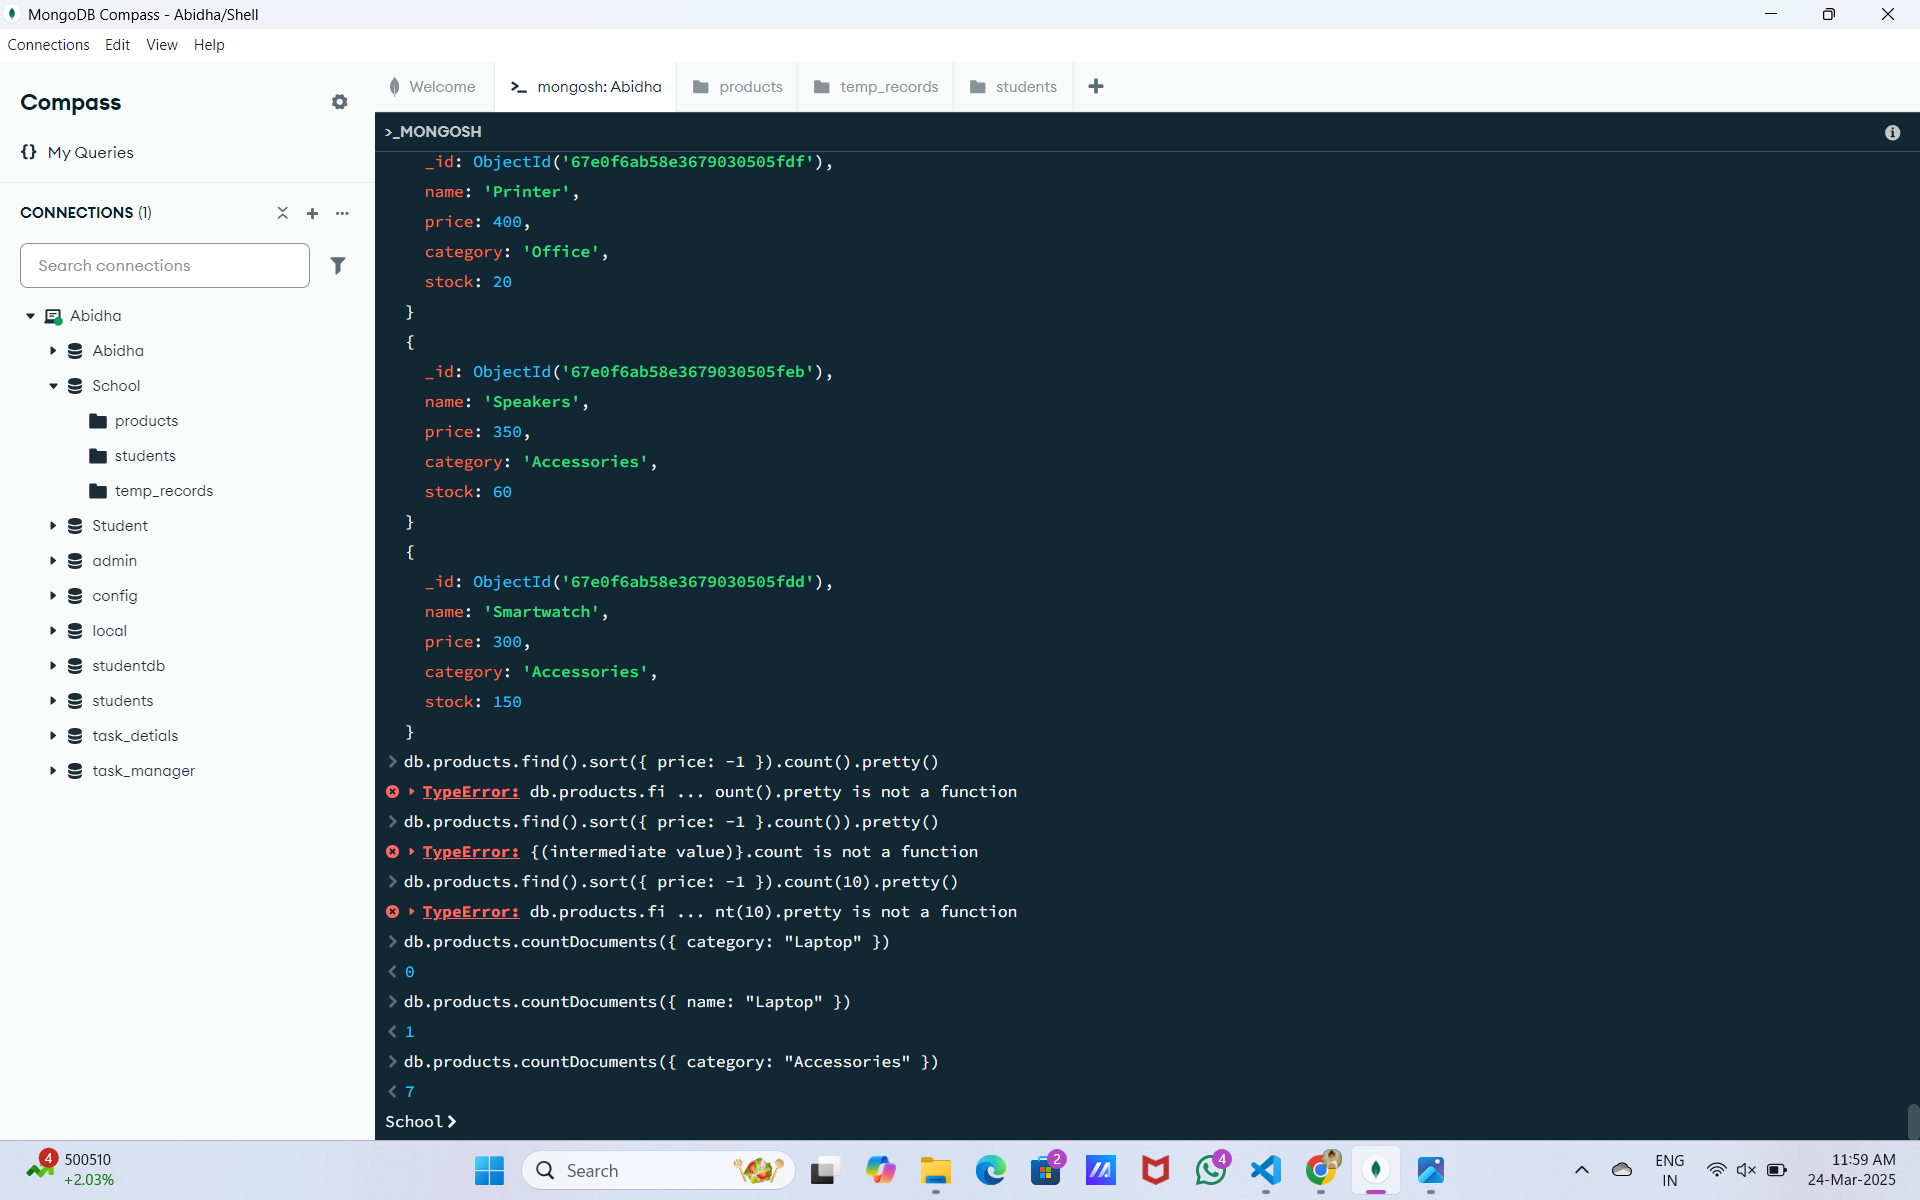 MongoDB Compass - Abidha/Shell
Connections Edit View Help
Compass
{} My Queries
CONNECTIONS (1)
Search connections
Abidha
Abidha
School
products
students
temp_records
Student
admin
config
local
studentdb
students
task_detials
task_manager
Welcome
>_ mongosh: Abidha
products
temp_records
students
>_MONGOSH
_id: ObjectId('67e0f6ab58e3679030505fdf'),
name: 'Printer',
price: 400,
category: 'Office',
stock: 20
}
{
_id: ObjectId('67e0f6ab58e3679030505feb'),
name: 'Speakers',
price: 350,
category: 'Accessories',
stock: 60
}
{
_id: ObjectId('67e0f6ab58e3679030505fdd'),
name: 'Smartwatch',
price: 300,
category: 'Accessories',
stock: 150
}
> db.products.find().sort({ price: -1 }).count().pretty()
TypeError: db.products.fi ... ount().pretty is not a function
> db.products.find().sort({ price: -1 }.count()).pretty()
TypeError: {(intermediate value)}.count is not a function
> db.products.find().sort({ price: -1 }).count(10).pretty()
TypeError: db.products.fi ... nt(10).pretty is not a function
> db.products.countDocuments({ category: "Laptop" })
< 0
> db.products.countDocuments({ name: "Laptop" })
< 1
> db.products.countDocuments({ category: "Accessories" })
< 7
School>
4
500510
+2.03%
Search
2
4
ENG
IN
11:59 AM
24-Mar-2025